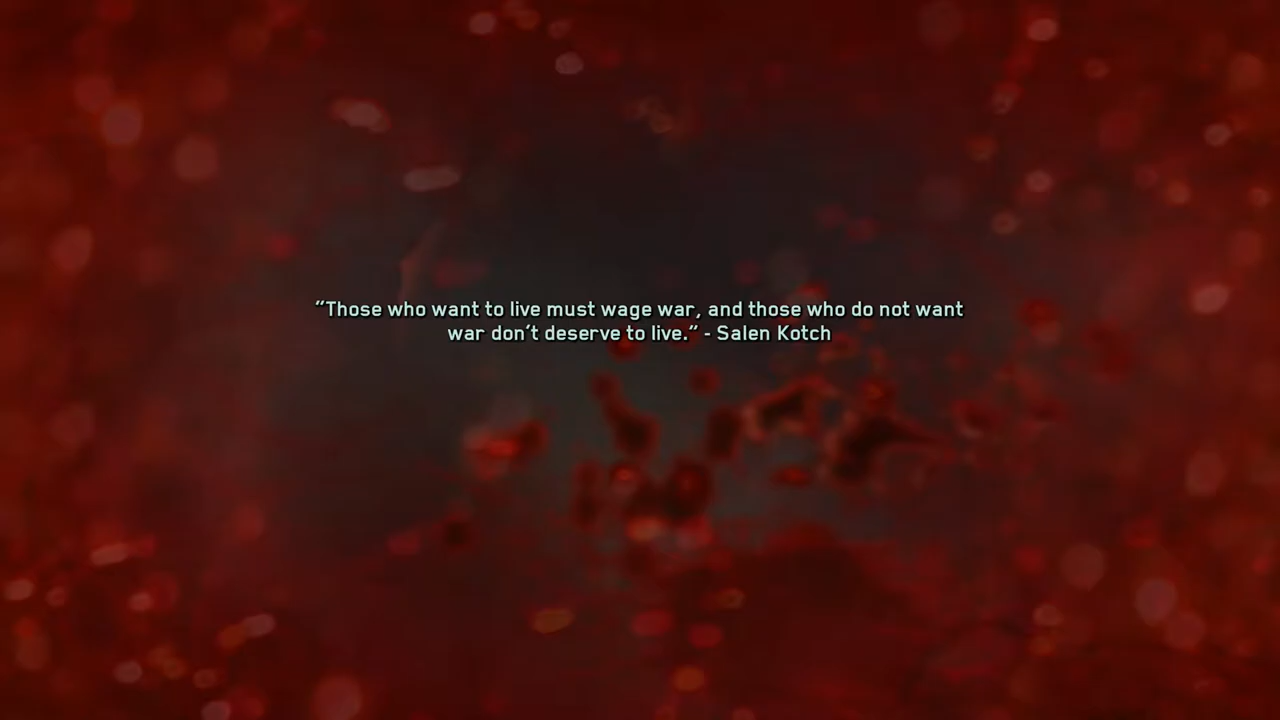 “Those who want to live must wage war, and those who do not want
war don’t deserve to live.” - Salen Kotch